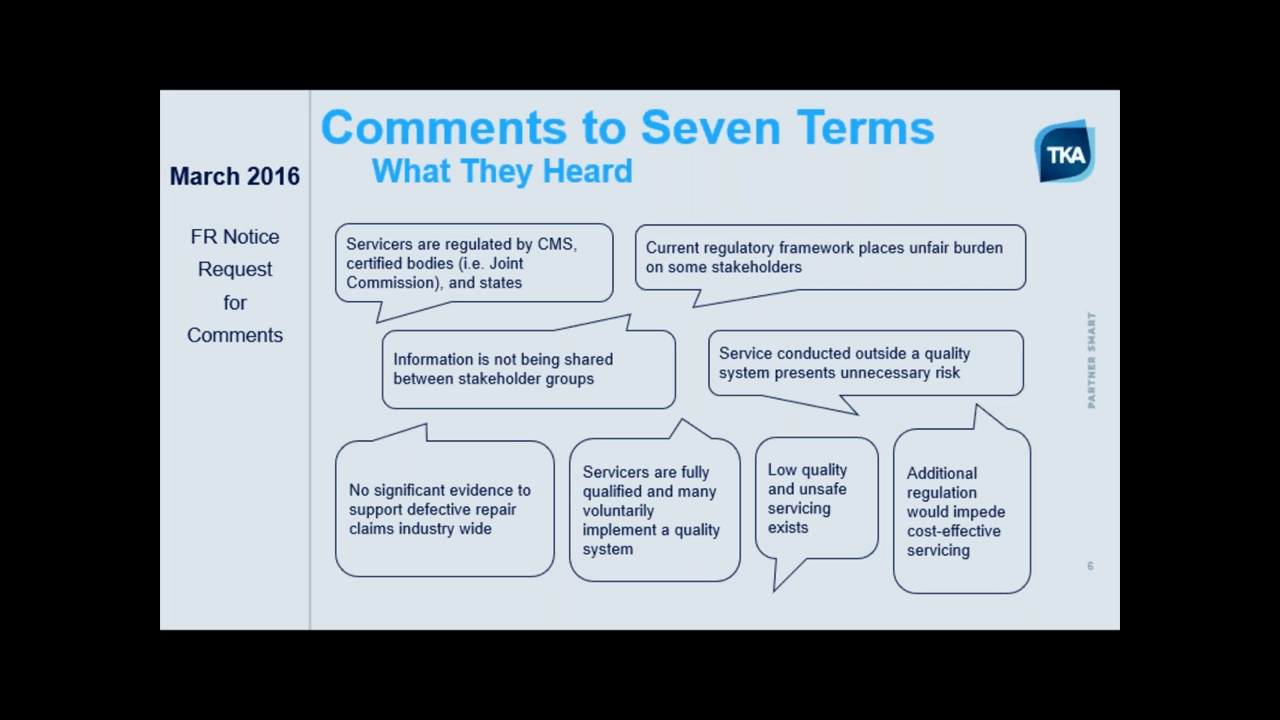 Comments to Seven Terms
What They Heard
TKA
March 2016
FR Notice
Request
for
Comments
Servicers are regulated by CMS,
certified bodies (i.e. Joint
Commission), and states
Current regulatory framework places unfair burden
on some stakeholders
Information is not being shared
between stakeholder groups
Service conducted outside a quality
system presents unnecessary risk
No significant evidence to
support defective repair
claims industry wide
Servicers are fully
qualified and many
voluntarily
implement a quality
system
Low quality
and unsafe
servicing
exists
Additional
regulation
would impede
cost-effective
servicing
PARTNER SMART
6